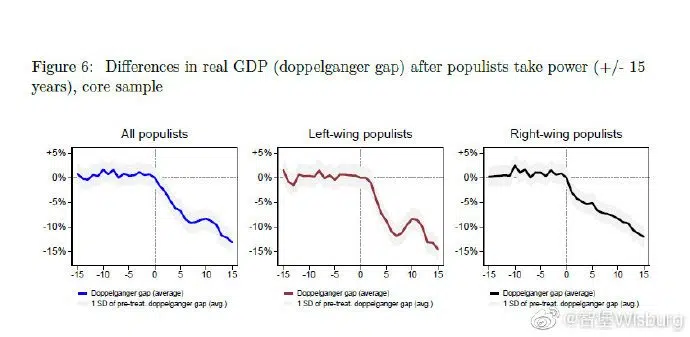 Figure 6: Differences in real GDP (doppelganger gap) after populists take power (+/- 15
years), core sample
All populists
+5%
0%
-5%
-10%
-15%
-15 -10 -5 0 5 10 15
Doppelganger gap (average)
1 SD of pre-treat. doppelganger gap (avg.)
Left-wing populists
+5%
0%
-5%
-10%
-15%
-15 -10 -5 0 5 10 15
Doppelganger gap (average)
1 SD of pre-treat. doppelganger gap (avg.)
Right-wing populists
+5%
0%
-5%
-10%
-15%
-15 -10 -5 0 5 10 15
Doppelganger gap (average)
1 SD of pre-treat. doppelganger gap (avg.)
@智堡Wisburg